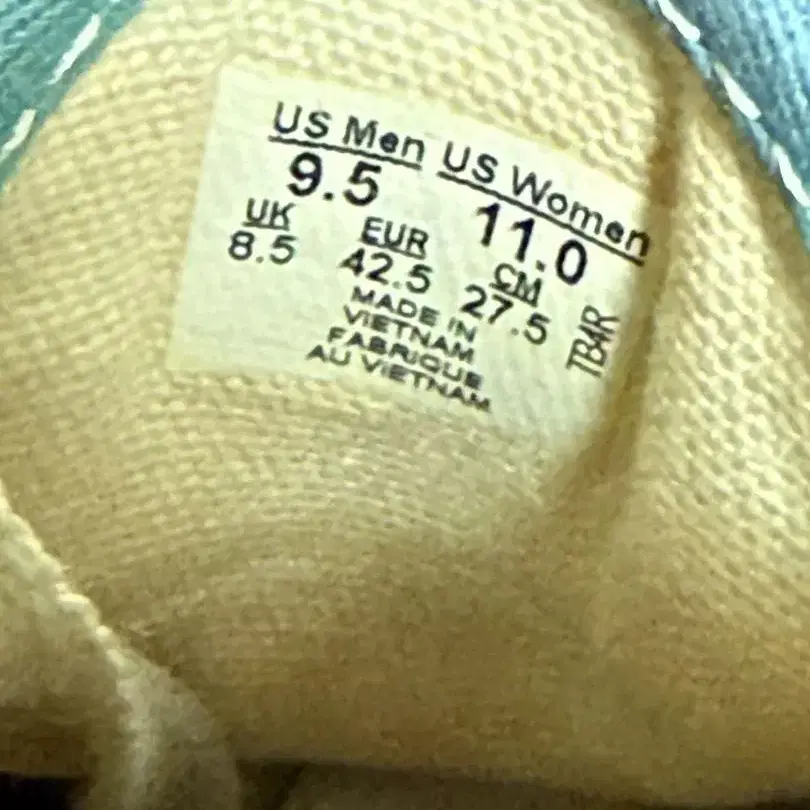 US Men US Women
9.5 11.0
UK EUR CM
8.5 42.5 27.5
MADE IN
VIETNAM
FABRIQUE
AU VIETNAM
TB4R